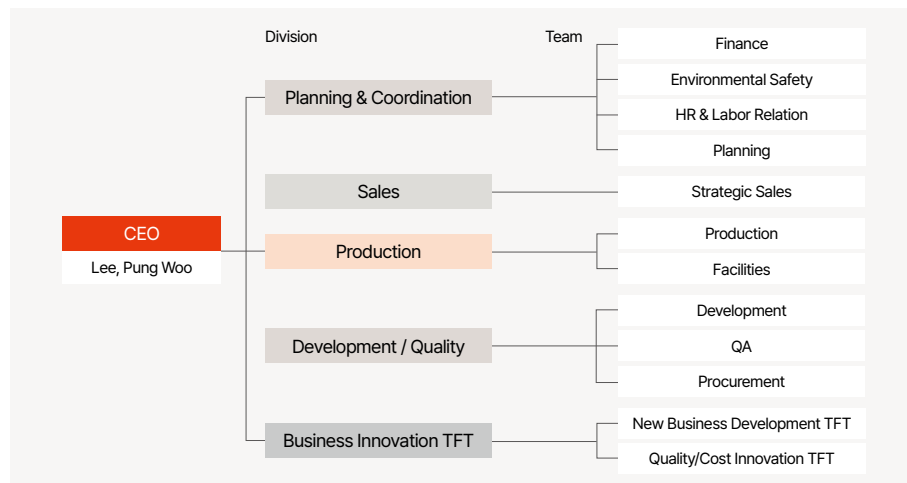 Division
Team
CEO
Lee, Pung Woo
Planning & Coordination
Finance
Environmental Safety
HR & Labor Relation
Planning
Sales
Strategic Sales
Production
Production
Facilities
Development / Quality
Development
QA
Procurement
Business Innovation TFT
New Business Development TFT
Quality/Cost Innovation TFT